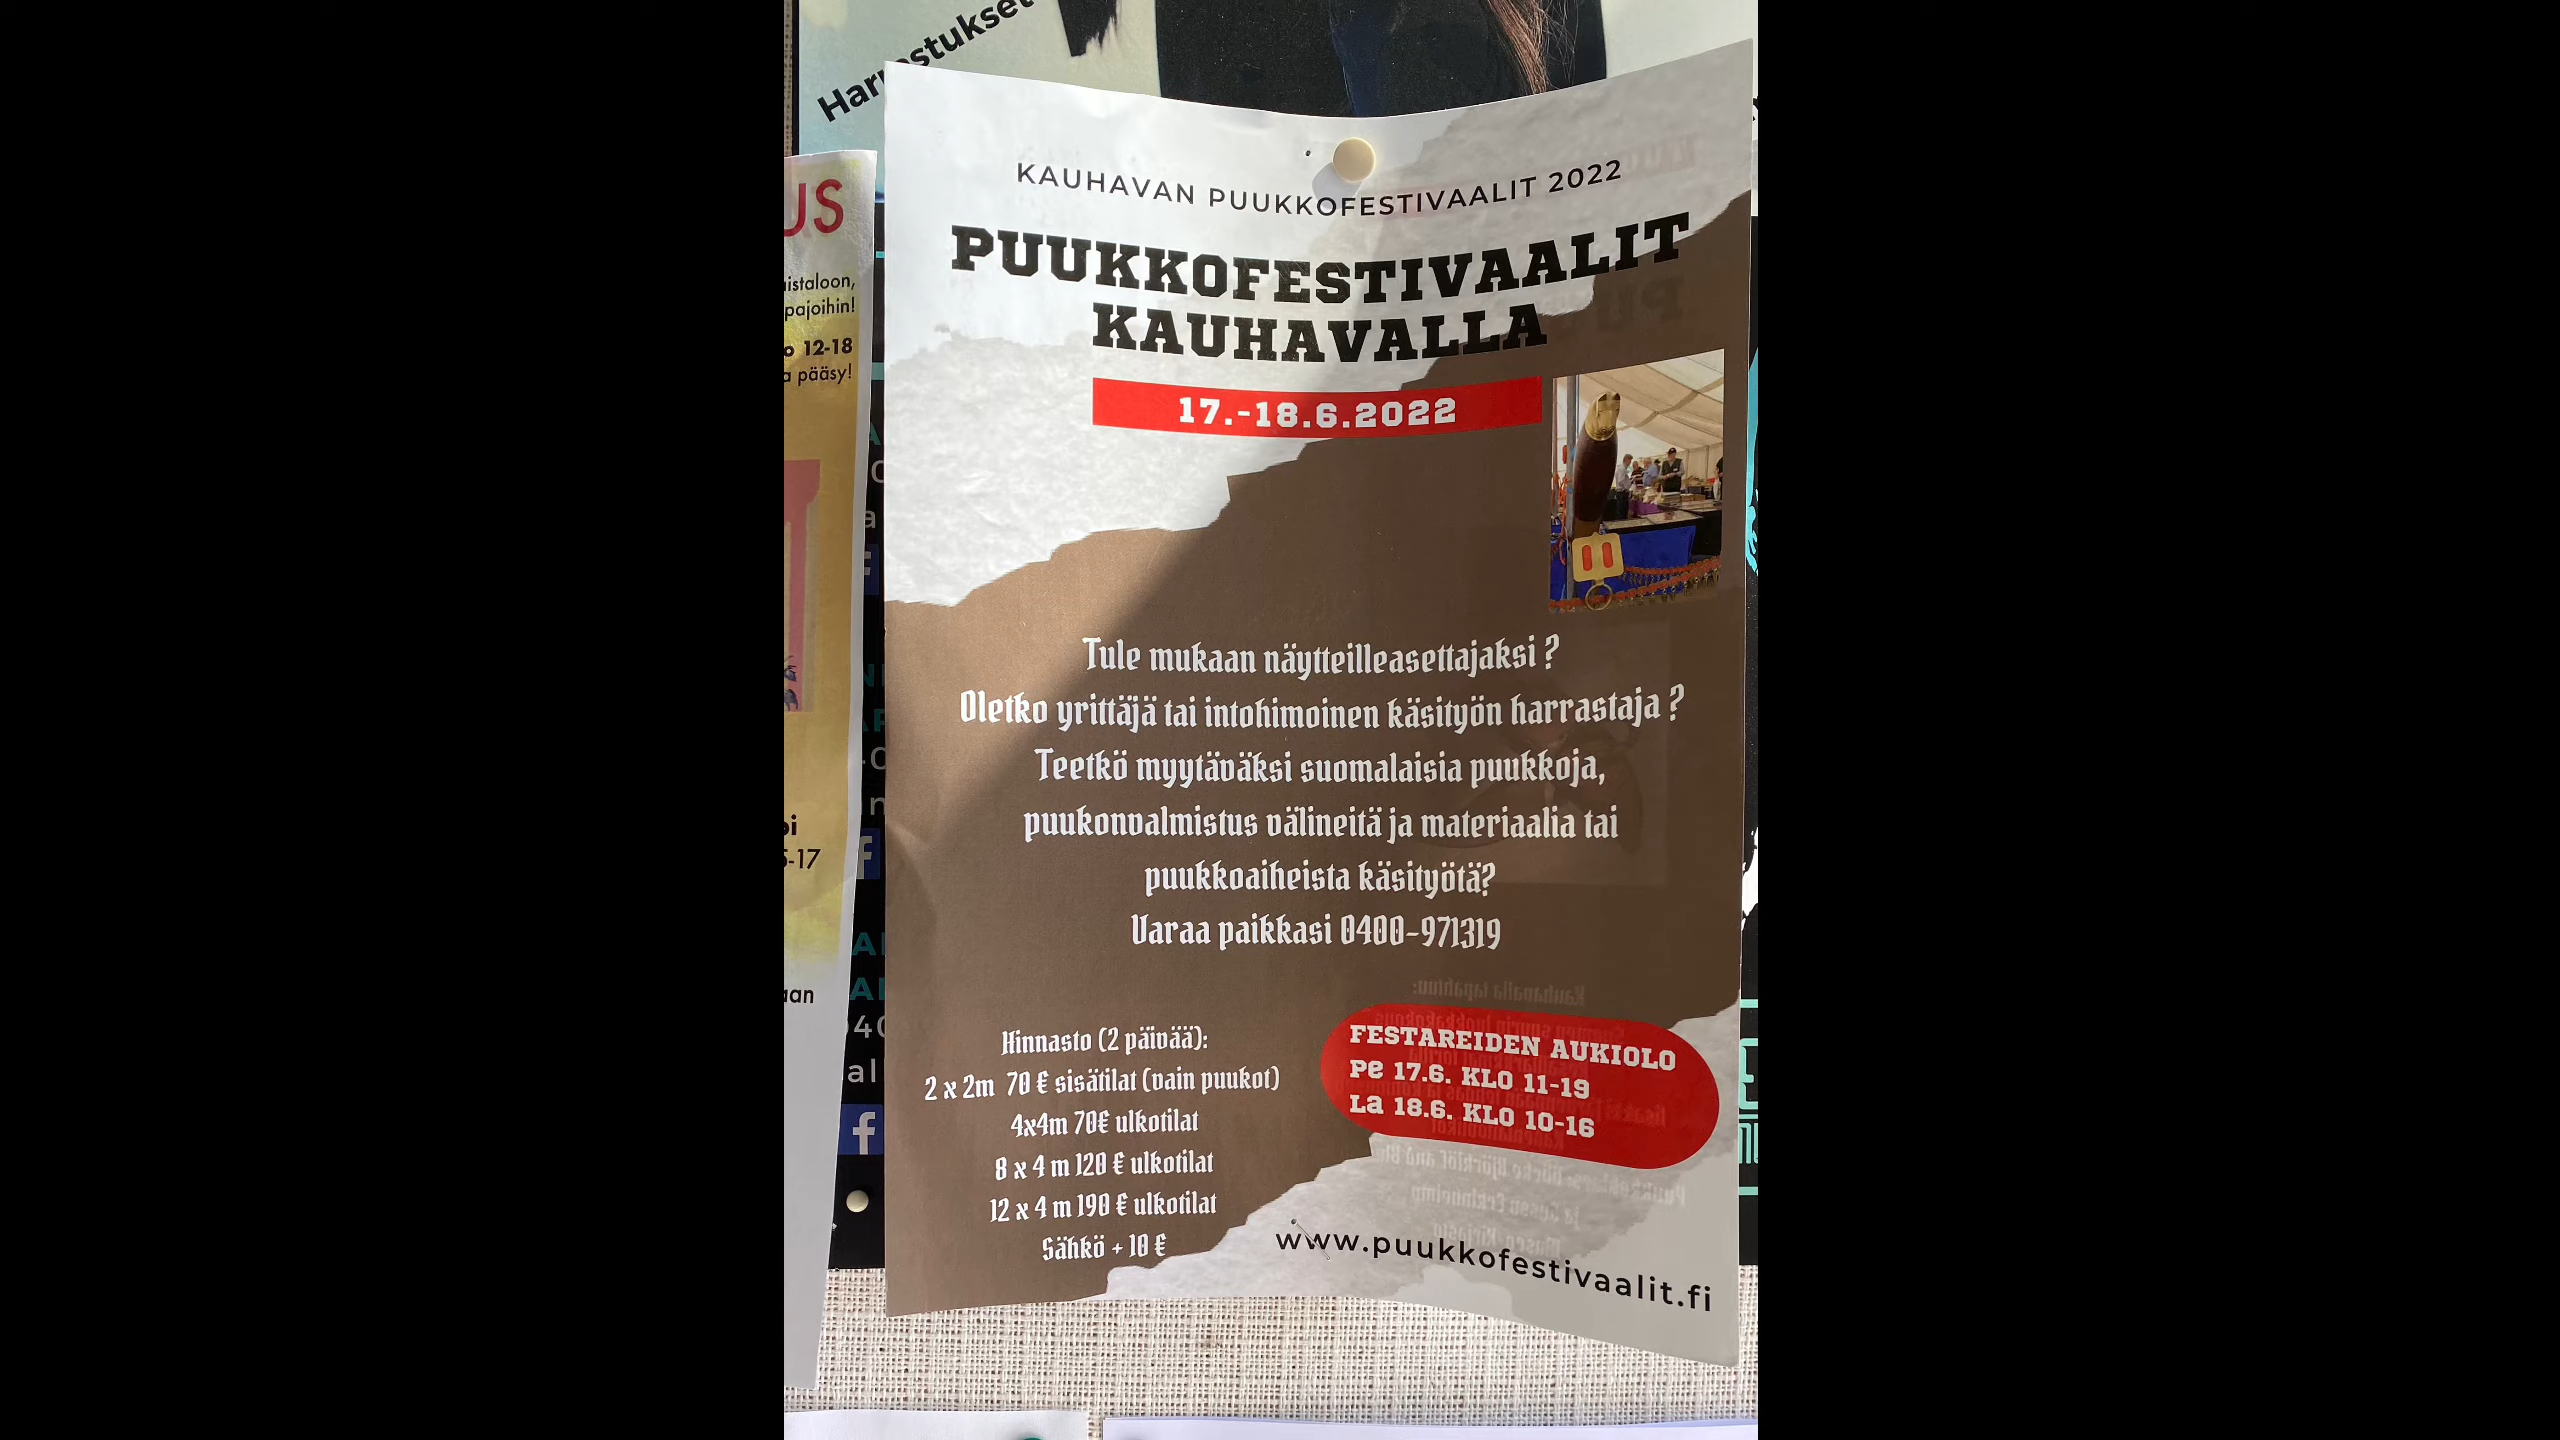 Harrastukset
US
istaloon,
pajoihin!
o 12-18
a pääsy!
5-17
KAUHAVAN PUUKKOFESTIVAALIT 2022
PUUKKOFESTIVAALIT
KAUHAVALLA
17.-18.6.2022
Tule mukaan näytteilleasettajaksi ?
Oletko yrittäjä tai intohimoinen käsityön harrastaja ?
Teetkö myytäväksi suomalaisia puukkoja,
puukonvalmistus välineitä ja materiaalia tai
puukkoaiheista käsityötä?
Varaa paikkasi 0400-971319
Hinnasto (2 päivää):
2 x 2m 70 € sisätilat (vain puukot)
4x4m 70€ ulkotilat
8 x 4 m 120 € ulkotilat
12 x 4 m 190 € ulkotilat
Sähkö + 10 €
FESTAREIDEN AUKIOLO
Pe 17.6. KLO 11-19
La 18.6. KLO 10-16
www.puukkofestivaalit.fi